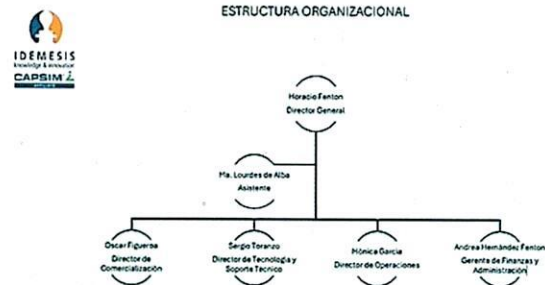 ESTRUCTURA ORGANIZACIONAL
IDEMESIS
knowledge & innovation
CAPSIM
Horacio Fenton
Director General
Ma. Lourdes de Alba
Asistente
Oscar Figueroa
Director de
Comercialización
Sergio Toranzo
Director de Tecnología y
Soporte Técnico
Mónica García
Director de Operaciones
Andrea Hernández Fenton
Gerente de Finanzas y
Administración